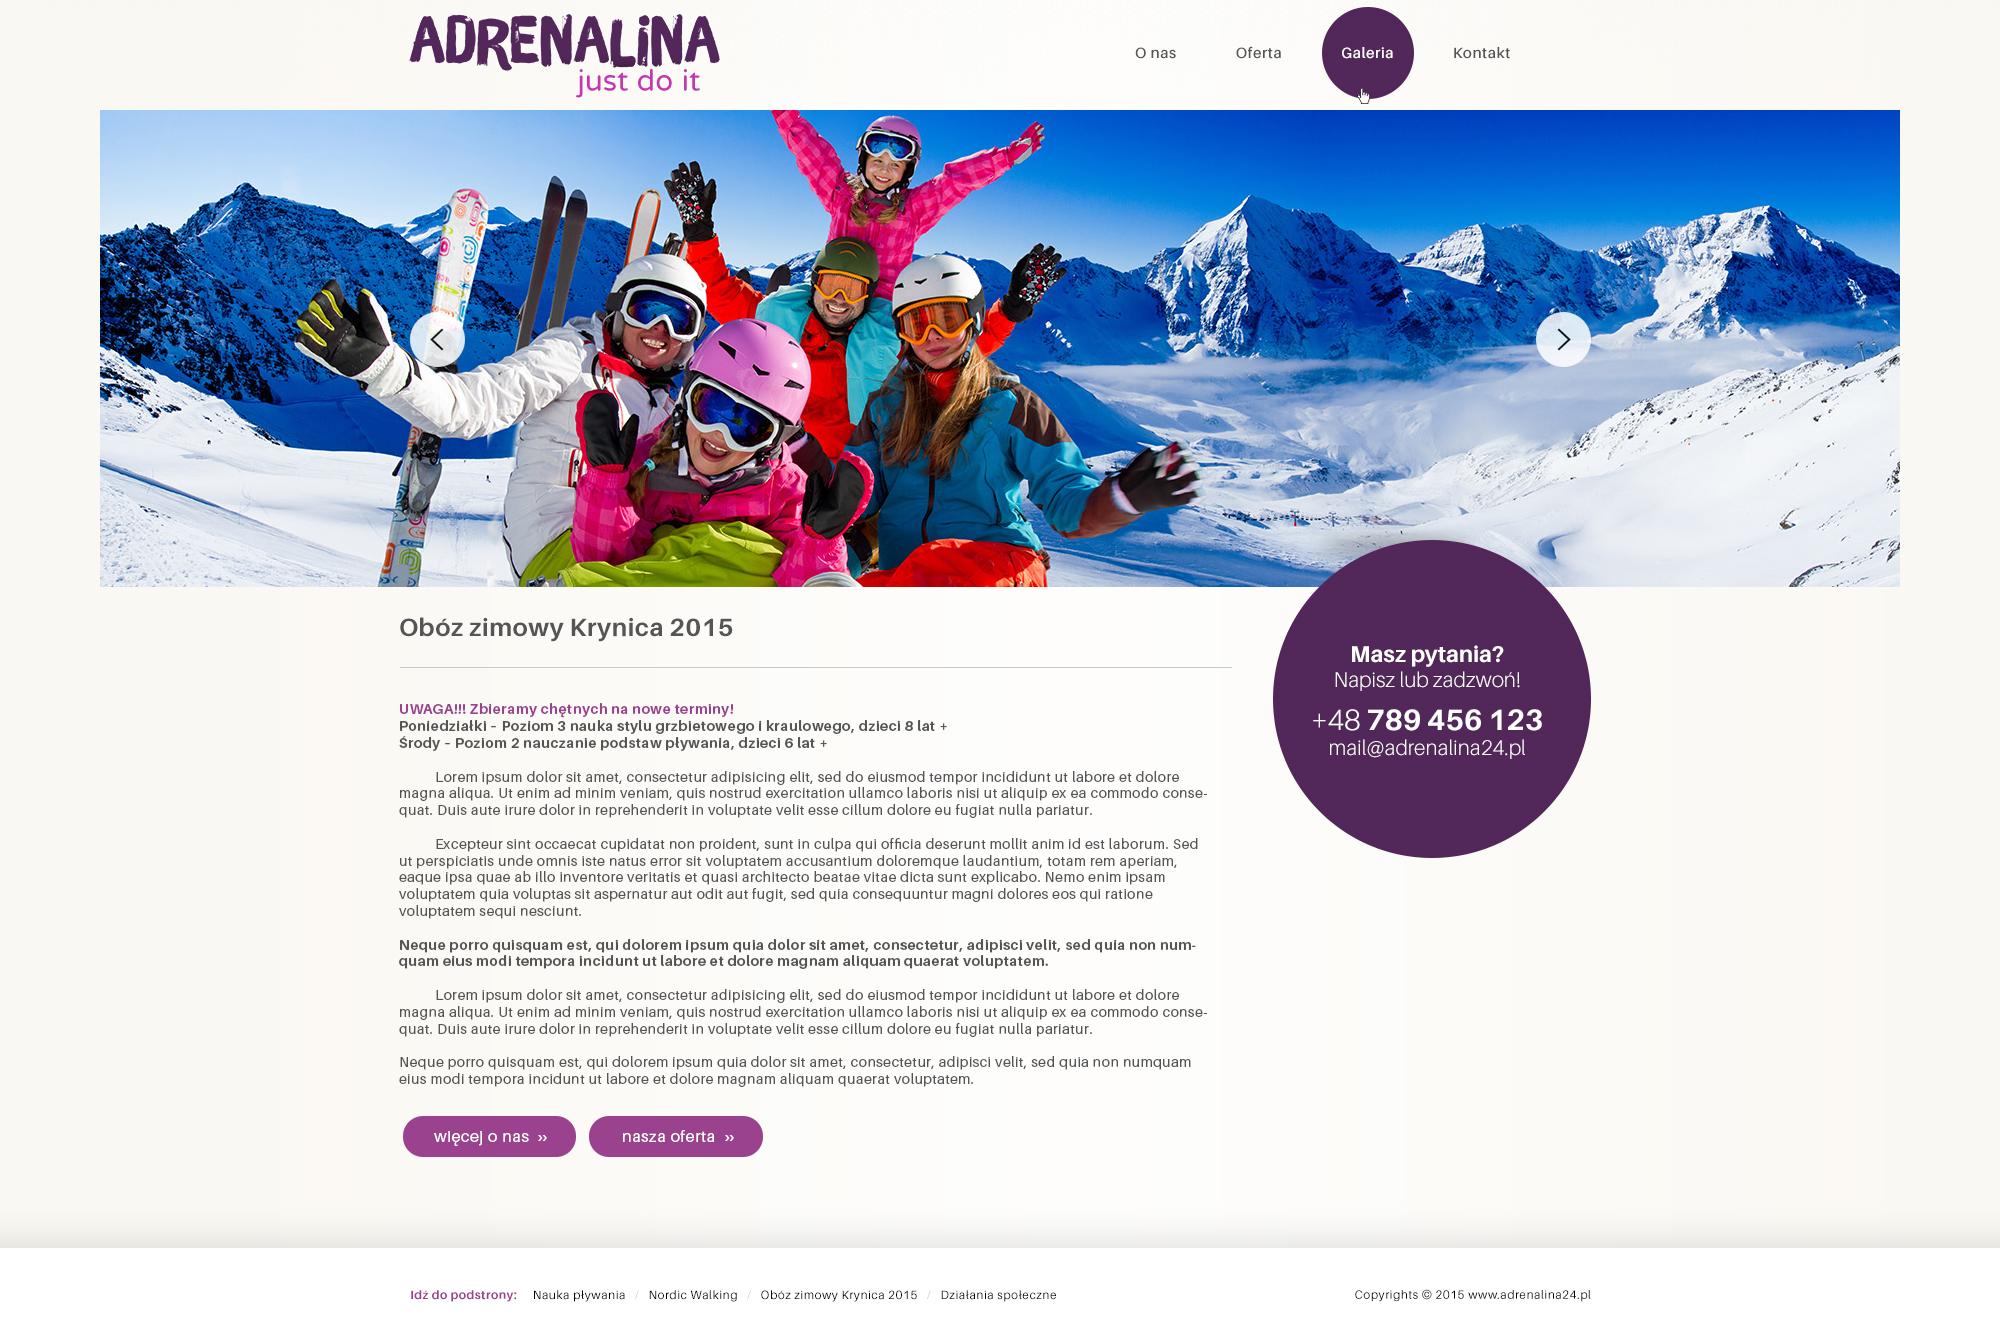 ADRENALiNA
just do it
O nas
Oferta
Galeria
Kontakt
Obóz zimowy Krynica 2015
UWAGA!!! Zbieramy chętnych na nowe terminy!
Poniedziałki – Poziom 3 nauka stylu grzbietowego i kraulowego, dzieci 8 lat +
Środy – Poziom 2 nauczanie podstaw pływania, dzieci 6 lat +
Lorem ipsum dolor sit amet, consectetur adipisicing elit, sed do eiusmod tempor incididunt ut labore et dolore
magna aliqua. Ut enim ad minim veniam, quis nostrud exercitation ullamco laboris nisi ut aliquip ex ea commodo conse-
quat. Duis aute irure dolor in reprehenderit in voluptate velit esse cillum dolore eu fugiat nulla pariatur.
Excepteur sint occaecat cupidatat non proident, sunt in culpa qui officia deserunt mollit anim id est laborum. Sed
ut perspiciatis unde omnis iste natus error sit voluptatem accusantium doloremque laudantium, totam rem aperiam,
eaque ipsa quae ab illo inventore veritatis et quasi architecto beatae vitae dicta sunt explicabo. Nemo enim ipsam
voluptatem quia voluptas sit aspernatur aut odit aut fugit, sed quia consequuntur magni dolores eos qui ratione
voluptatem sequi nesciunt.
Neque porro quisquam est, qui dolorem ipsum quia dolor sit amet, consectetur, adipisci velit, sed quia non num-
quam eius modi tempora incidunt ut labore et dolore magnam aliquam quaerat voluptatem.
Lorem ipsum dolor sit amet, consectetur adipisicing elit, sed do eiusmod tempor incididunt ut labore et dolore
magna aliqua. Ut enim ad minim veniam, quis nostrud exercitation ullamco laboris nisi ut aliquip ex ea commodo conse-
quat. Duis aute irure dolor in reprehenderit in voluptate velit esse cillum dolore eu fugiat nulla pariatur.
Neque porro quisquam est, qui dolorem ipsum quia dolor sit amet, consectetur, adipisci velit, sed quia non numquam
eius modi tempora incidunt ut labore et dolore magnam aliquam quaerat voluptatem.
więcej o nas »
nasza oferta »
Masz pytania?
Napisz lub zadzwoń!
+48 789 456 123
mail@adrenalina24.pl
Idź do podstrony: Nauka pływania / Nordic Walking / Obóz zimowy Krynica 2015 / Działania społeczne
Copyrights © 2015 www.adrenalina24.pl